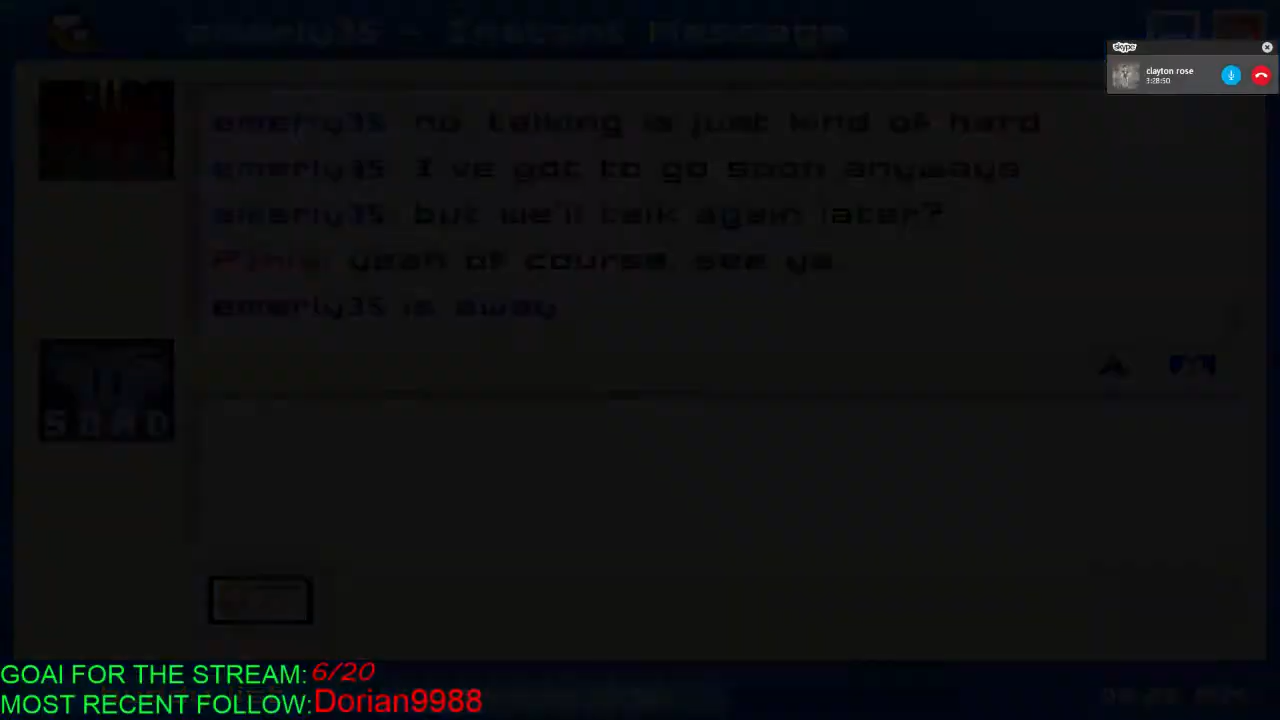 emerly35 - Instant Message
skype
clayton rose
3:28:50
emerly35: no, talking is just kind of hard
emerly35: I've got to go soon anyways
emerly35: but we'll talk again later?
yeah of course, see ya
emerly35 is away
SOAD
GOAl FOR THE STREAM: 6/20
MOST RECENT FOLLOW: Dorian9988